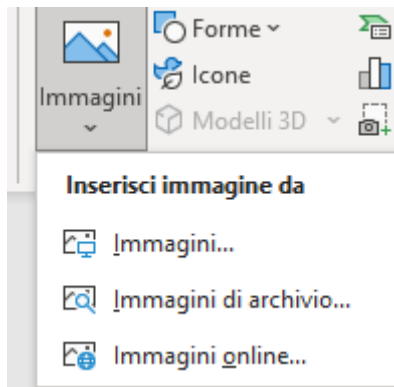 Immagini
Forme
Icone
Modelli 3D
Inserisci immagine da
Immagini...
Immagini di archivio...
Immagini online...